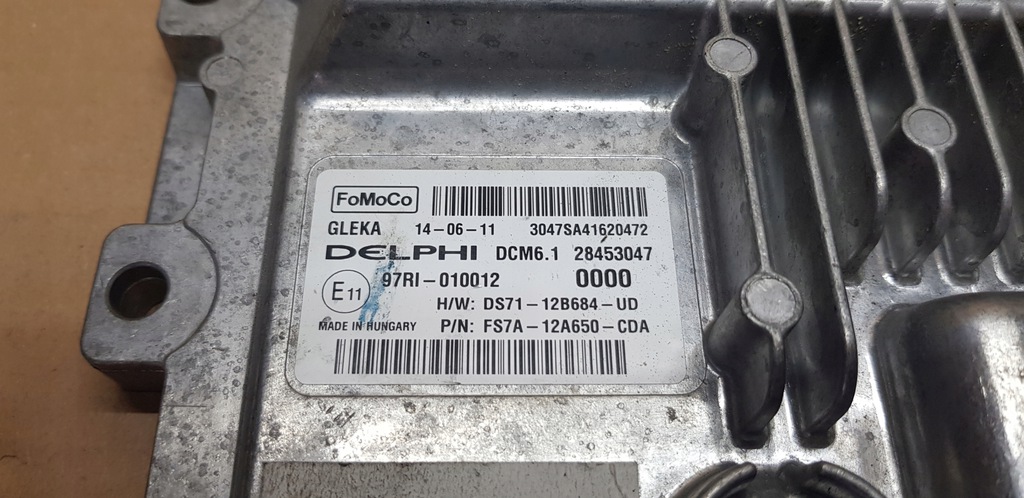 FoMoCo
GLEKA 14-06-11 3047SA41620472
DELPHI DCM6.1 28453047
E11 97RI-010012 0000
H/W: DS71-12B684-UD
MADE IN HUNGARY P/N: FS7A-12A650-CDA